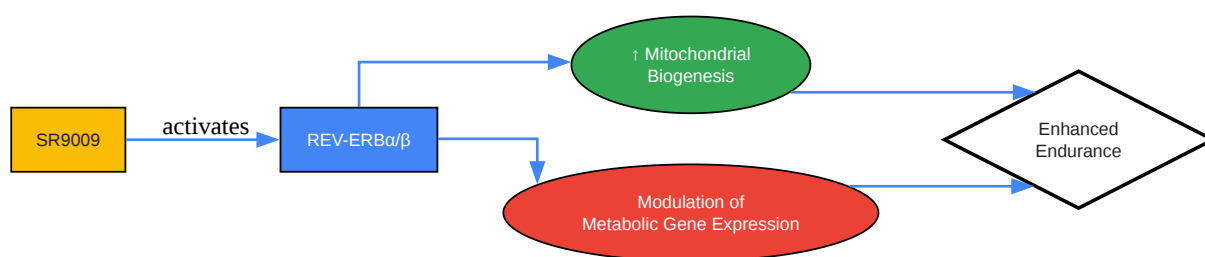 SR9009
activates
REV-ERBα/β
↑ Mitochondrial
Biogenesis
Modulation of
Metabolic Gene Expression
Enhanced
Endurance